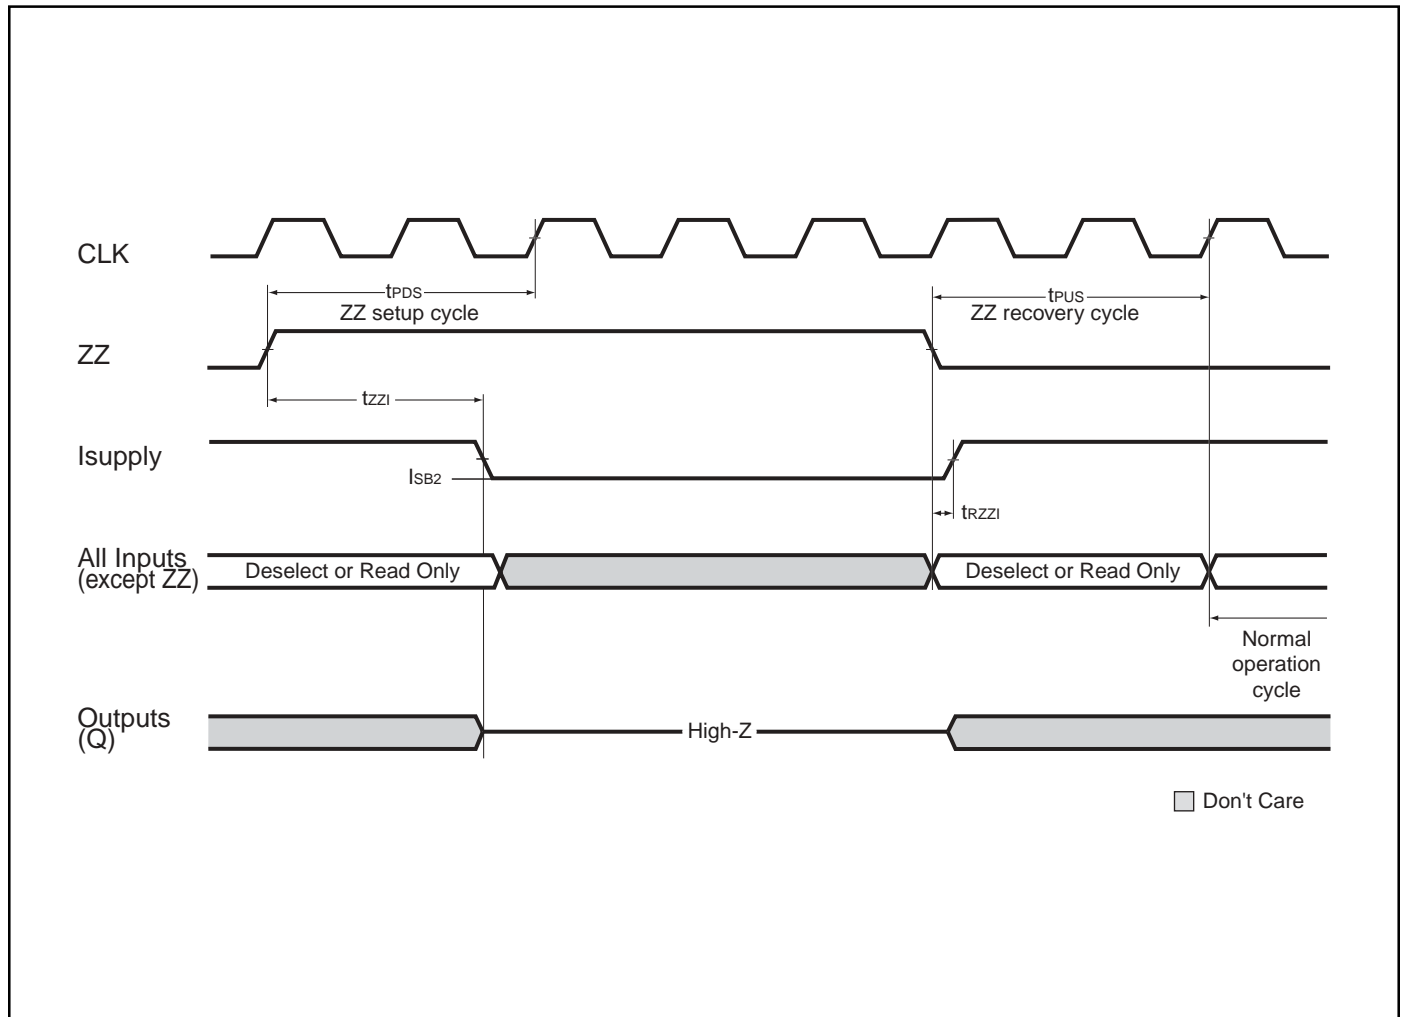 CLK
tPDS
ZZ setup cycle
tPUS
ZZ recovery cycle
ZZ
tZZI
Isupply
ISB2
tRZZI
All Inputs
(except ZZ)
Deselect or Read Only
Deselect or Read Only
Normal
operation
cycle
Outputs
(Q)
High-Z
Don't Care